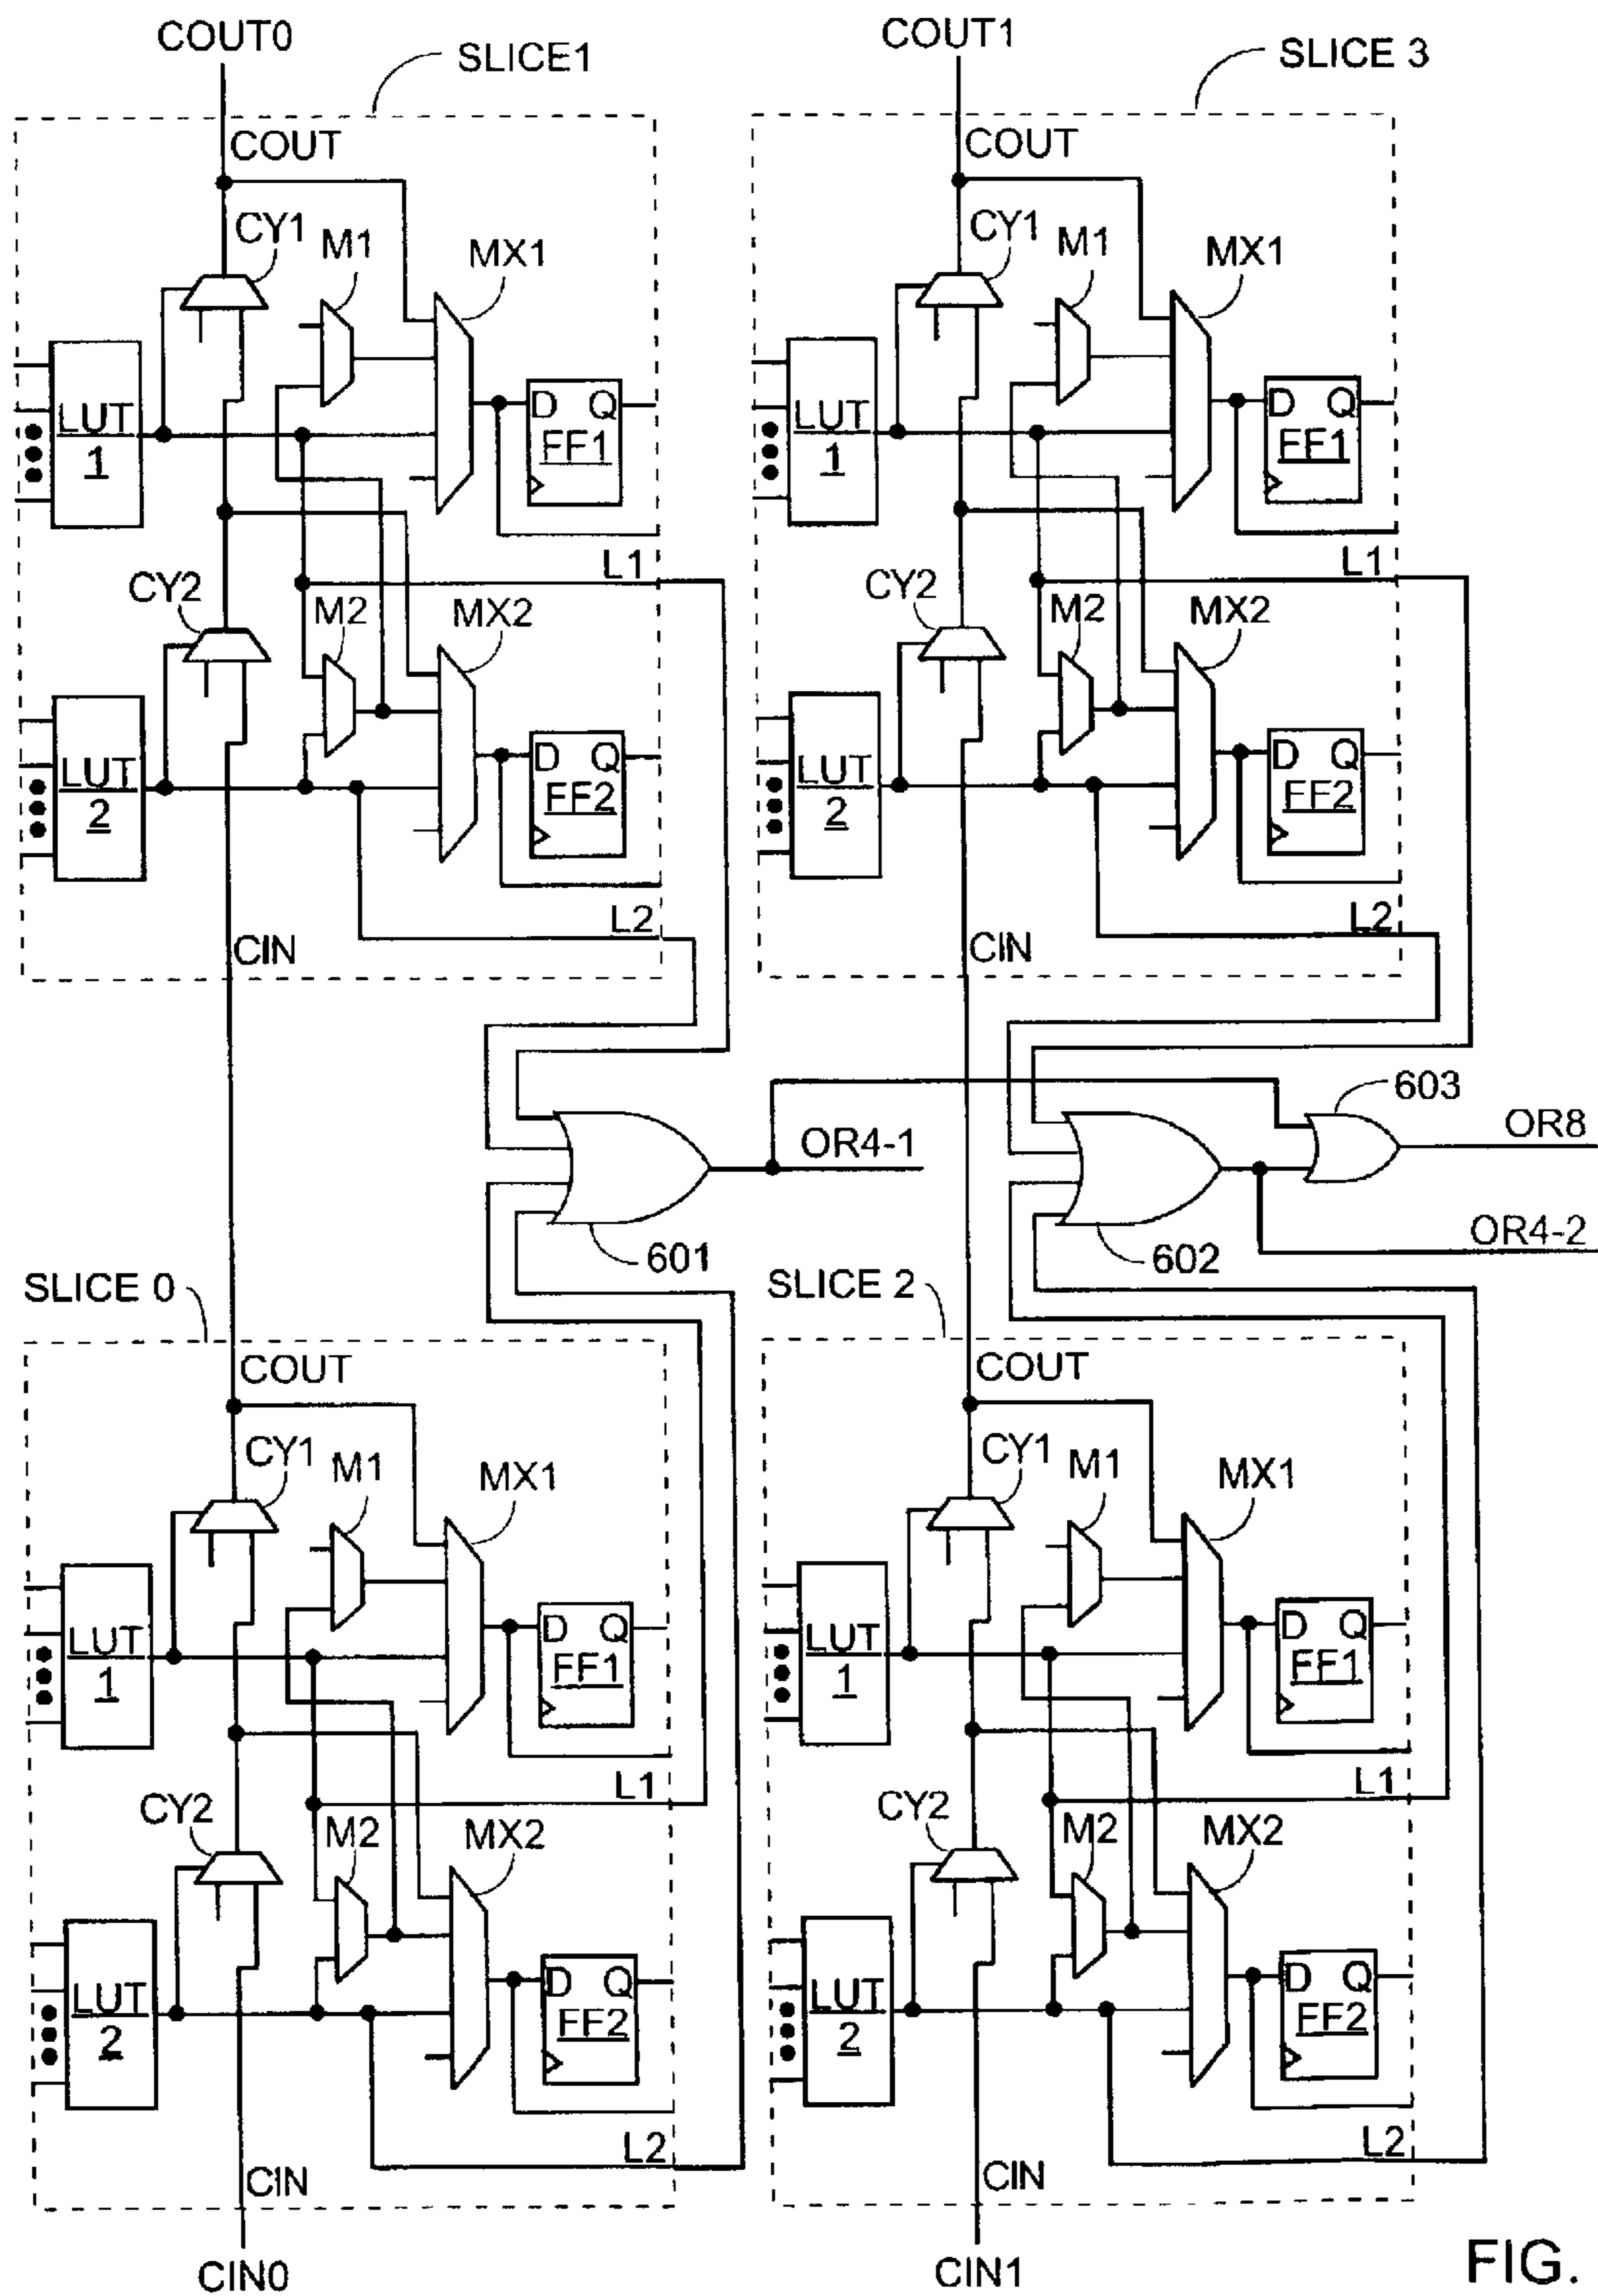 COUT0
SLICE1
COUT
CY1
M1
MX1
LUT
1
D Q
FF1
L1
CY2
M2
MX2
LUT
2
D Q
FF2
L2
CIN
COUT1
SLICE 3
COUT
CY1
M1
MX1
LUT
1
D Q
FF1
L1
CY2
M2
MX2
LUT
2
D Q
FF2
L2
CIN
603
OR8
OR4-1
OR4-2
601
602
SLICE 0
COUT
CY1
M1
MX1
LUT
1
D Q
FF1
L1
CY2
M2
MX2
LUT
2
D Q
FF2
L2
CIN
CIN0
SLICE 2
COUT
CY1
M1
MX1
LUT
1
D Q
FF1
L1
CY2
M2
MX2
LUT
2
D Q
FF2
L2
CIN
CIN1
FIG.